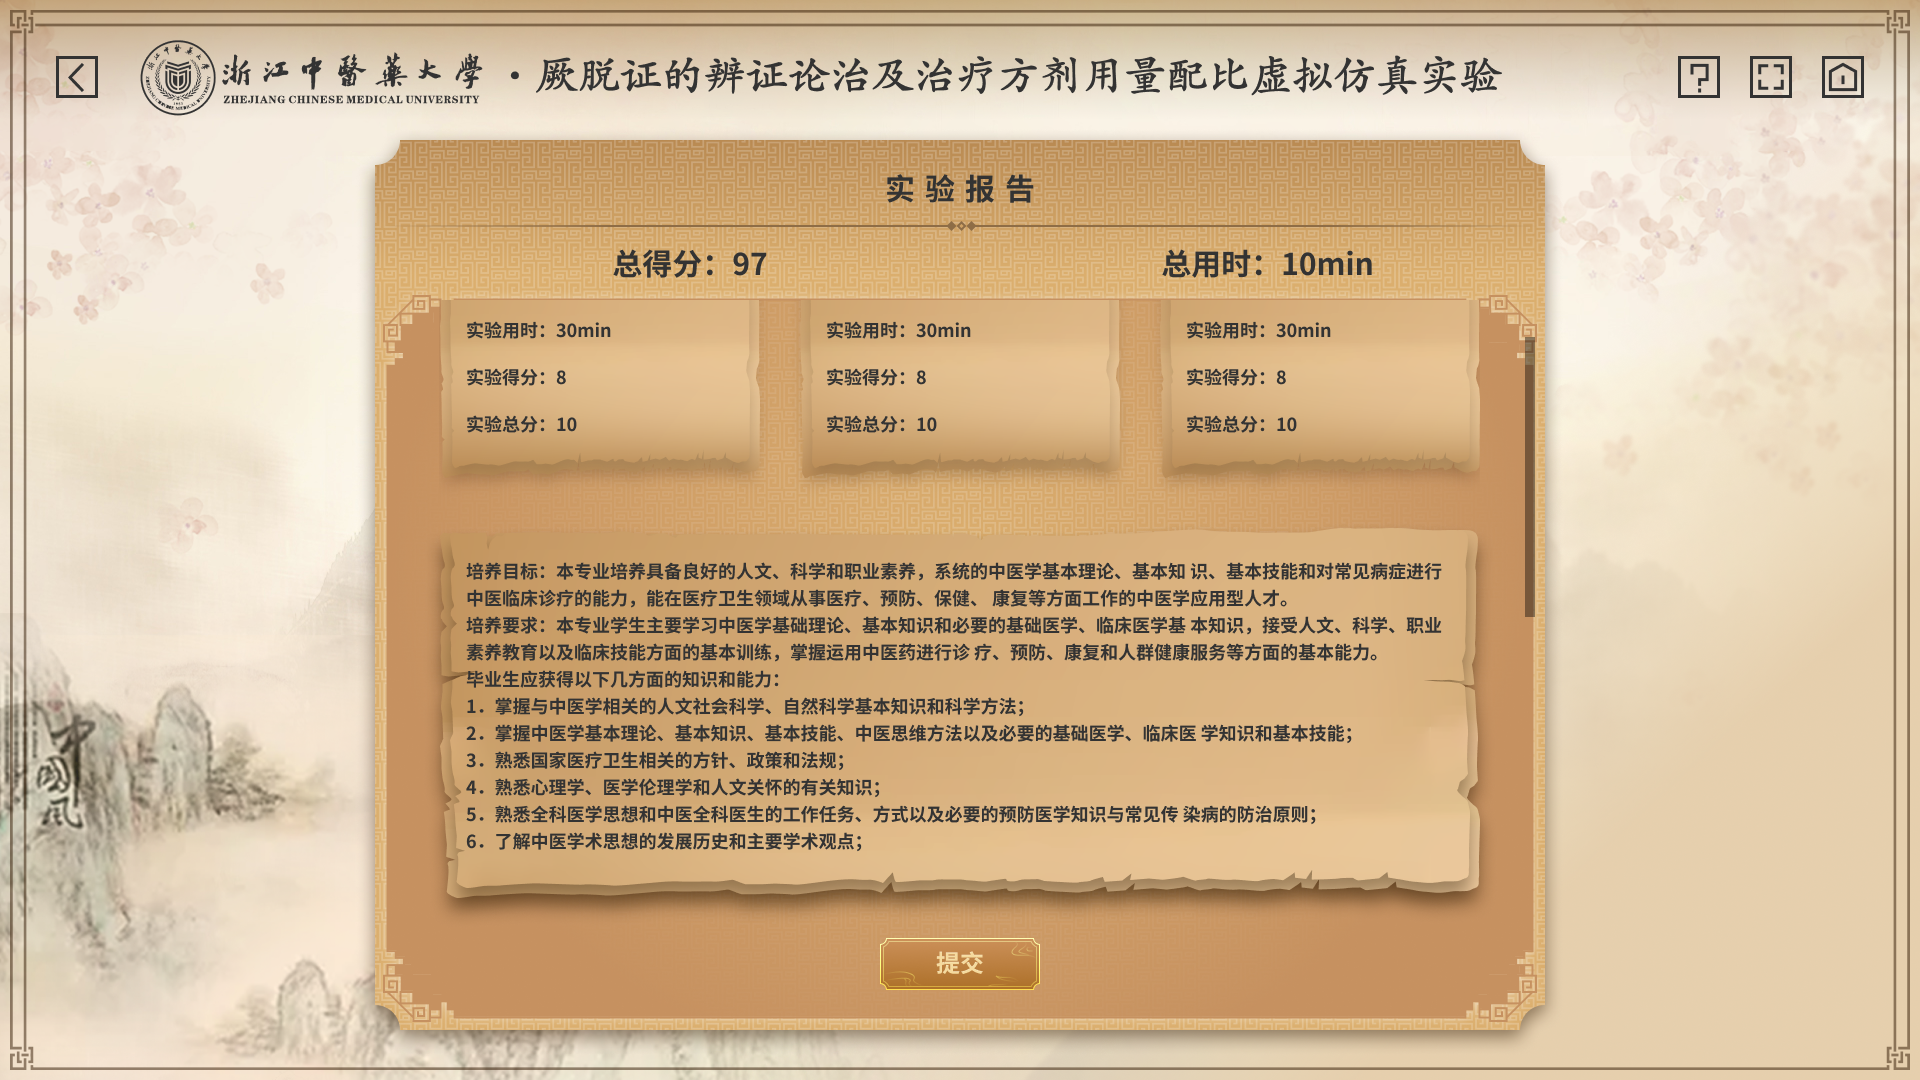 浙江中醫藥大學
ZHEJIANG CHINESE MEDICAL UNIVERSITY
·厥脱证的辨证论治及治疗方剂用量配比虚拟仿真实验
实验报告
总得分：97
总用时：10min
实验用时：30min
实验得分：8
实验总分：10
实验用时：30min
实验得分：8
实验总分：10
实验用时：30min
实验得分：8
实验总分：10
培养目标：本专业培养具备良好的人文、科学和职业素养，系统的中医学基本理论、基本知 识、基本技能和对常见病症进行
中医临床诊疗的能力，能在医疗卫生领域从事医疗、预防、保健、 康复等方面工作的中医学应用型人才。
培养要求：本专业学生主要学习中医学基础理论、基本知识和必要的基础医学、临床医学基 本知识，接受人文、科学、职业
素养教育以及临床技能方面的基本训练，掌握运用中医药进行诊 疗、预防、康复和人群健康服务等方面的基本能力。
毕业生应获得以下几方面的知识和能力：
1．掌握与中医学相关的人文社会科学、自然科学基本知识和科学方法；
2．掌握中医学基本理论、基本知识、基本技能、中医思维方法以及必要的基础医学、临床医 学知识和基本技能；
3．熟悉国家医疗卫生相关的方针、政策和法规；
4．熟悉心理学、医学伦理学和人文关怀的有关知识；
5．熟悉全科医学思想和中医全科医生的工作任务、方式以及必要的预防医学知识与常见传 染病的防治原则；
6．了解中医学术思想的发展历史和主要学术观点；
提交
中國风